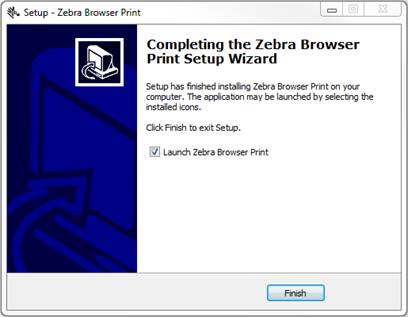 Setup - Zebra Browser Print
Completing the Zebra Browser
Print Setup Wizard
Setup has finished installing Zebra Browser Print on your
computer. The application may be launched by selecting the
installed icons.
Click Finish to exit Setup.
Launch Zebra Browser Print
Finish